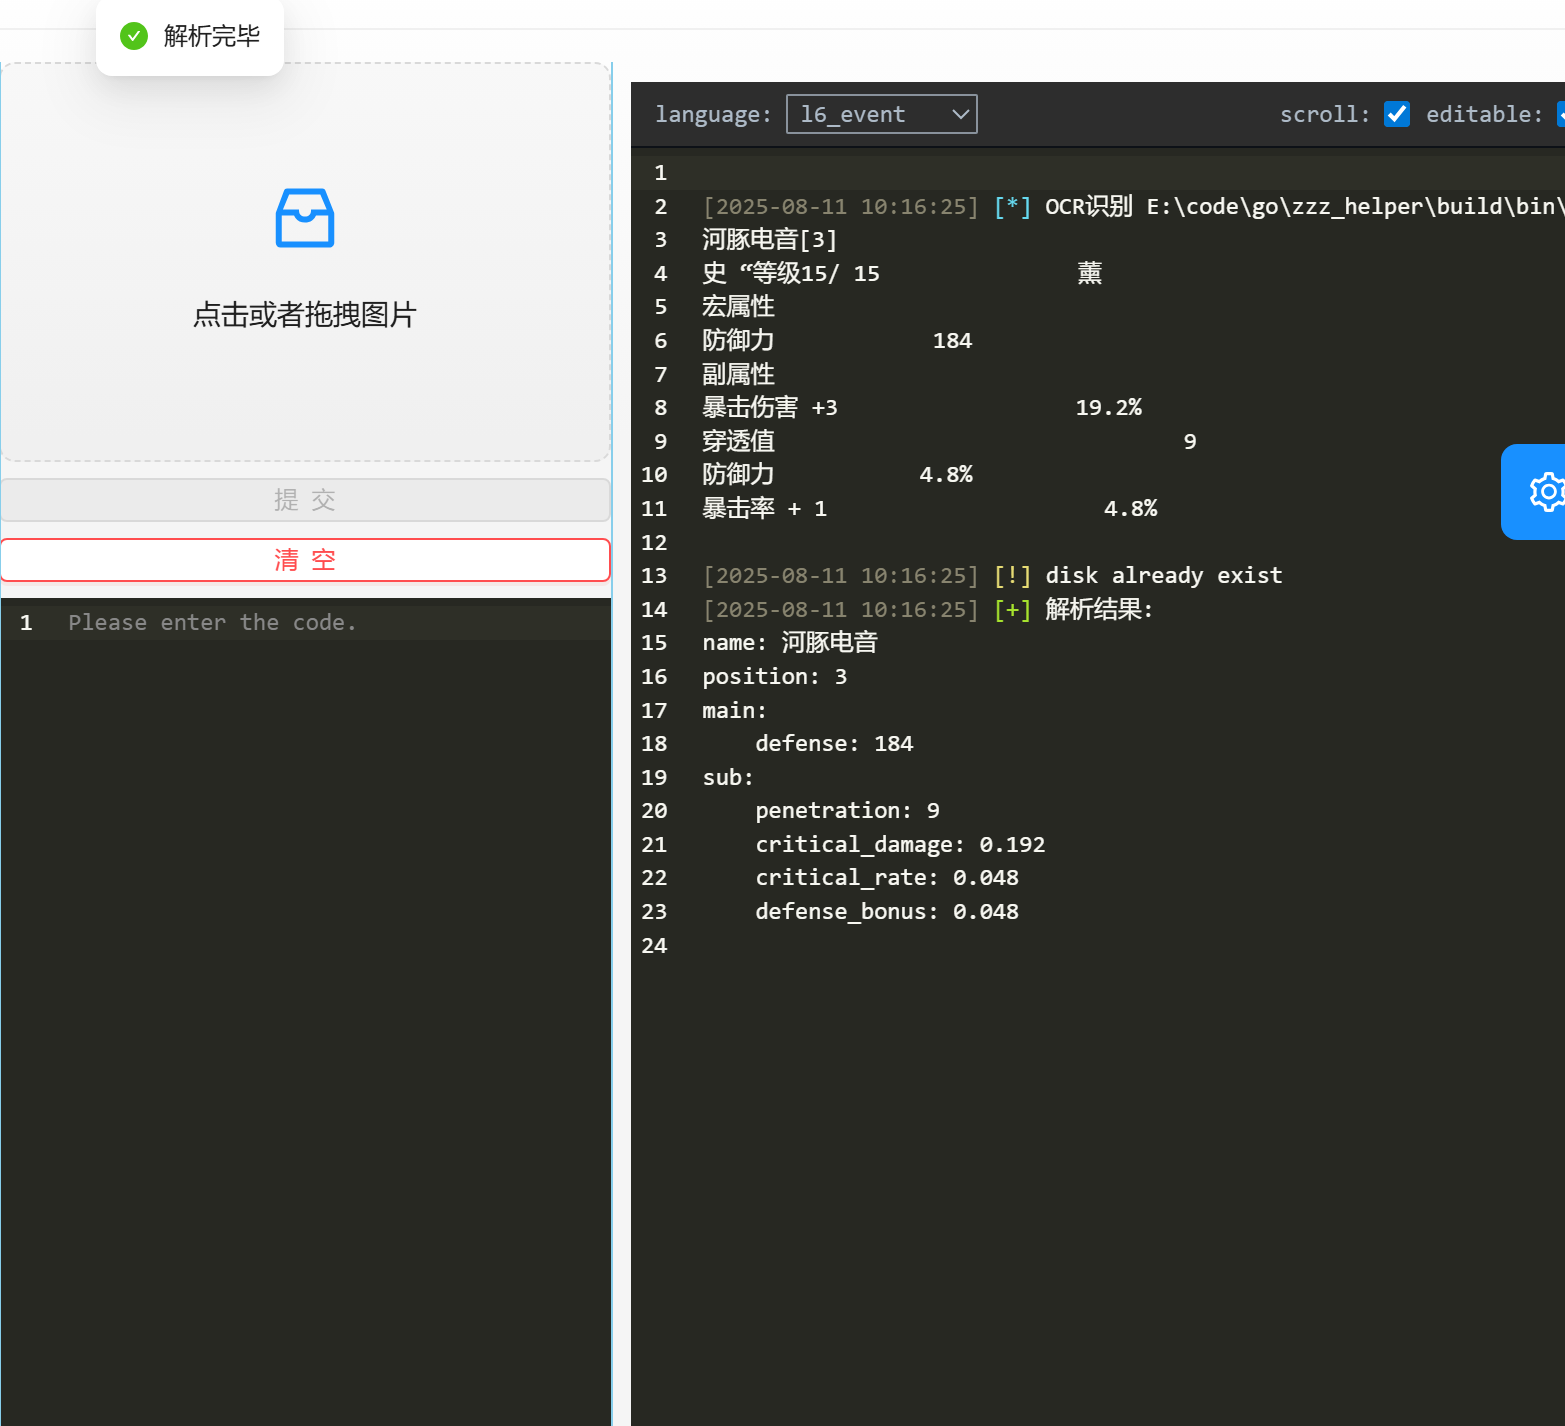 解析完毕
点击或者拖拽图片
提 交
清 空
1 Please enter the code.
language: l6_event scroll: editable:
1
2 [2025-08-11 10:16:25] [*] OCR识别 E:\code\go\zzz_helper\build\bin\
3 河豚电音[3]
4 史 “等级15/ 15 薰
5 宏属性
6 防御力 184
7 副属性
8 暴击伤害 +3 19.2%
9 穿透值 9
10 防御力 4.8%
11 暴击率 + 1 4.8%
12
13 [2025-08-11 10:16:25] [!] disk already exist
14 [2025-08-11 10:16:25] [+] 解析结果:
15 name: 河豚电音
16 position: 3
17 main:
18 defense: 184
19 sub:
20 penetration: 9
21 critical_damage: 0.192
22 critical_rate: 0.048
23 defense_bonus: 0.048
24